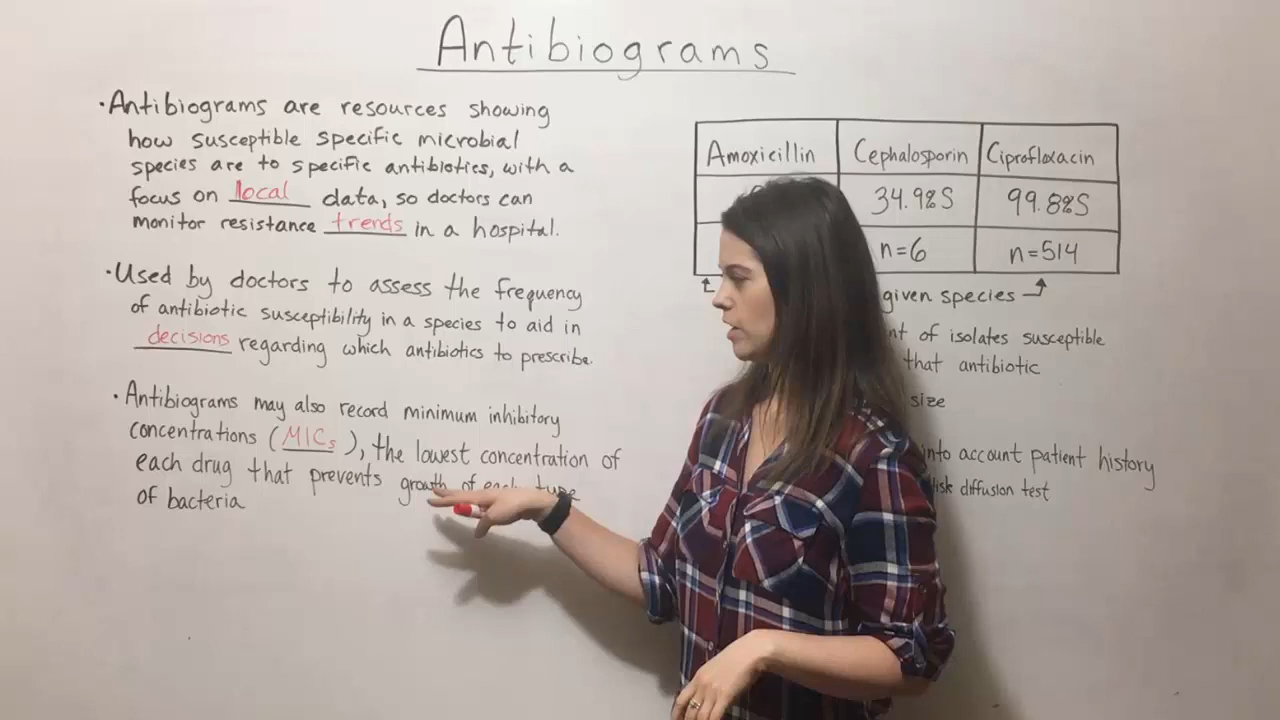 Antibiograms
• Antibiograms are resources showing
how susceptible specific microbial
species are to specific antibiotics, with a
focus on local data, so doctors can
monitor resistance trends in a hospital.
• Used by doctors to assess the frequency
of antibiotic susceptibility in a species to aid in
decisions regarding which antibiotics to prescribe.
• Antibiograms may also record minimum inhibitory
concentrations (MICs), the lowest concentration of
each drug that prevents growth of each type
of bacteria
Amoxicillin Cephalosporin Ciprofloxacin
34.9%S 99.8%S
n=6 n=514
given species
of isolates susceptible
that antibiotic
size
into account patient history
diffusion test